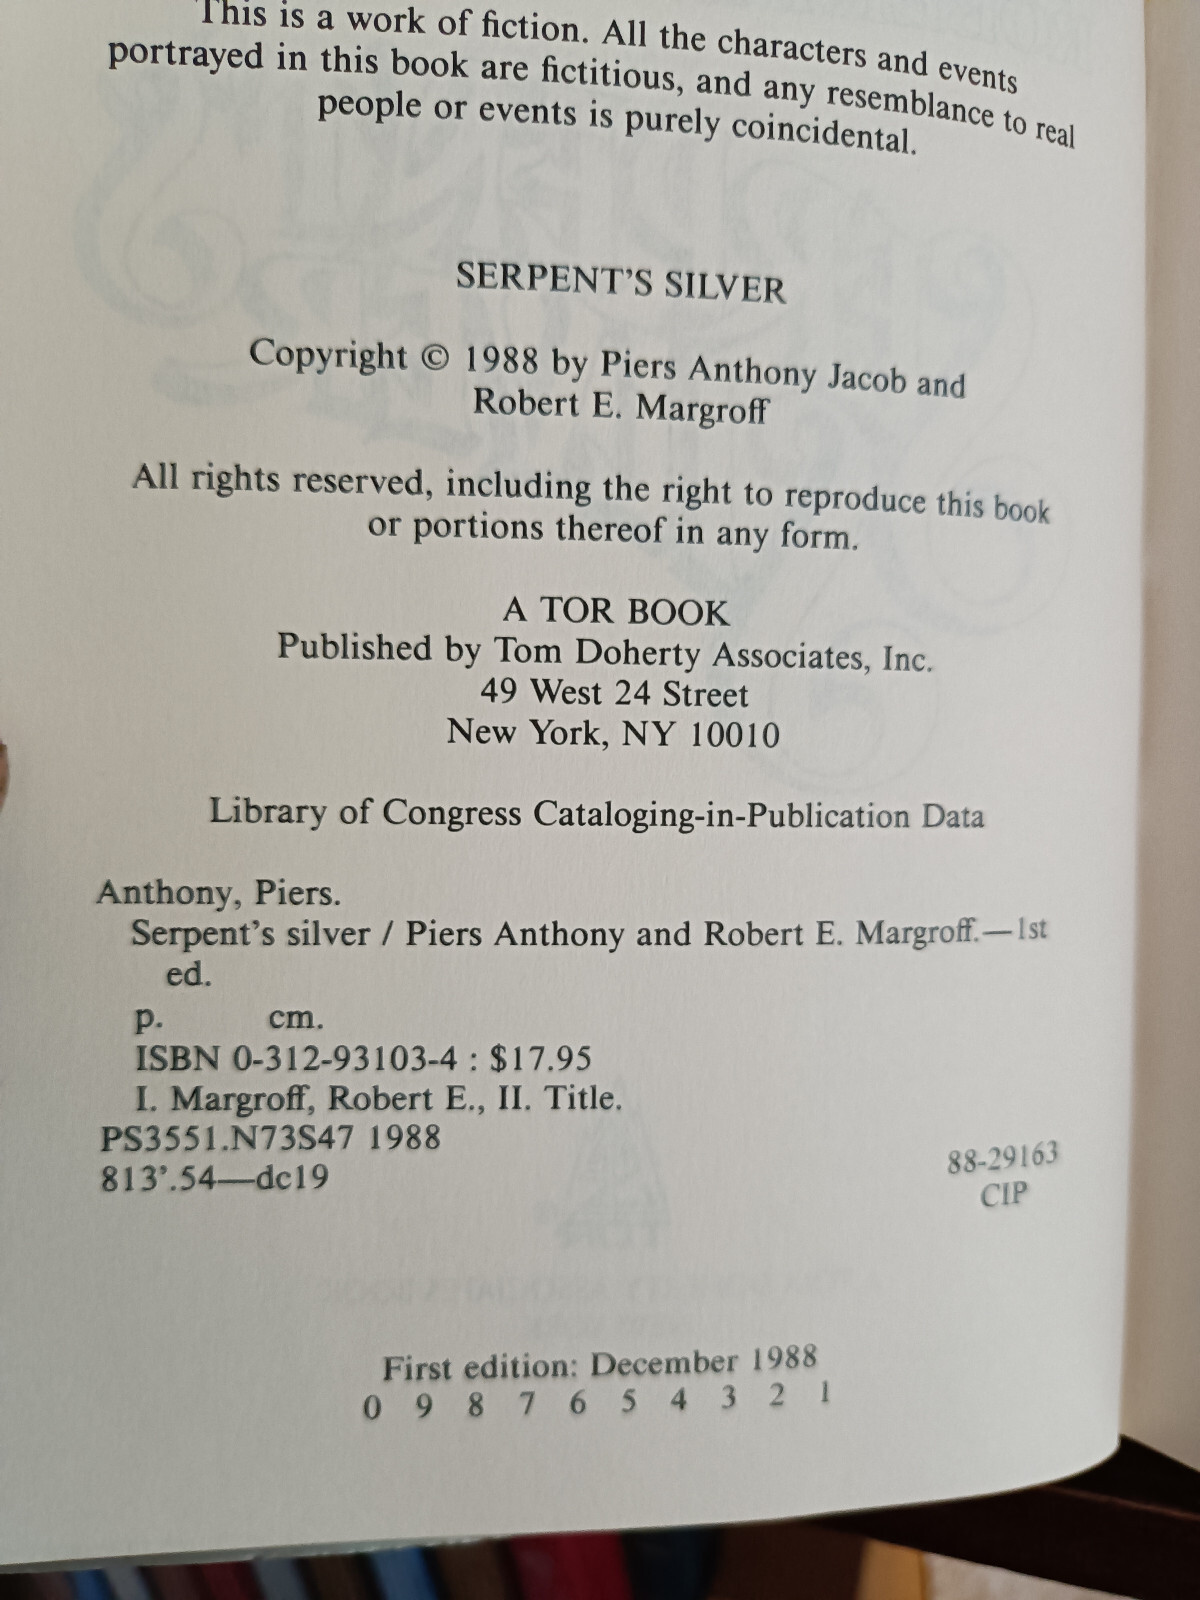 This is a work of fiction. All the characters and events
portrayed in this book are fictitious, and any resemblance to real
people or events is purely coincidental.
SERPENT'S SILVER
Copyright © 1988 by Piers Anthony Jacob and
Robert E. Margroff
All rights reserved, including the right to reproduce this book
or portions thereof in any form.
A TOR BOOK
Published by Tom Doherty Associates, Inc.
49 West 24 Street
New York, NY 10010
Library of Congress Cataloging-in-Publication Data
Anthony, Piers.
Serpent's silver / Piers Anthony and Robert E. Margroff.—1st
ed.
p. cm.
ISBN 0-312-93103-4 : $17.95
I. Margroff, Robert E., II. Title.
PS3551.N73S47 1988
813'.54—dc19
88-29163
CIP
First edition: December 1988
0 9 8 7 6 5 4 3 2 1